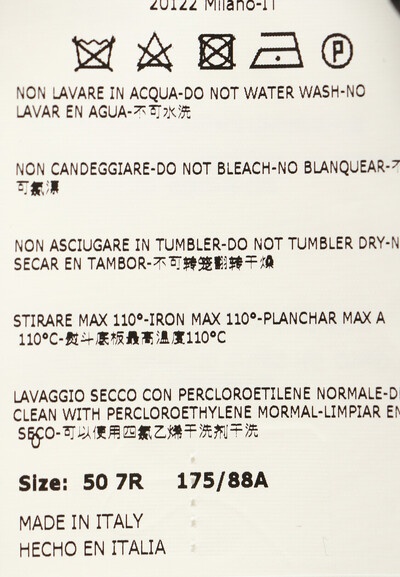 20122 Milano-IT
NON LAVARE IN ACQUA-DO NOT WATER WASH-NO
LAVAR EN AGUA-不可水洗
NON CANDEGGIARE-DO NOT BLEACH-NO BLANQUEAR-不
可氯漂
NON ASCIUGARE IN TUMBLER-DO NOT TUMBLER DRY-N
SECAR EN TAMBOR-不可转笼翻转干燥
STIRARE MAX 110°-IRON MAX 110°-PLANCHAR MAX A
110°C-熨斗底板最高温度110°C
LAVAGGIO SECCO CON PERCLOROETILENE NORMALE-D
CLEAN WITH PERCLOROETHYLENE MORMAL-LIMPIAR EN
SECO-可以使用四氯乙烯干洗剂干洗
Size: 50 7R 175/88A
MADE IN ITALY
HECHO EN ITALIA